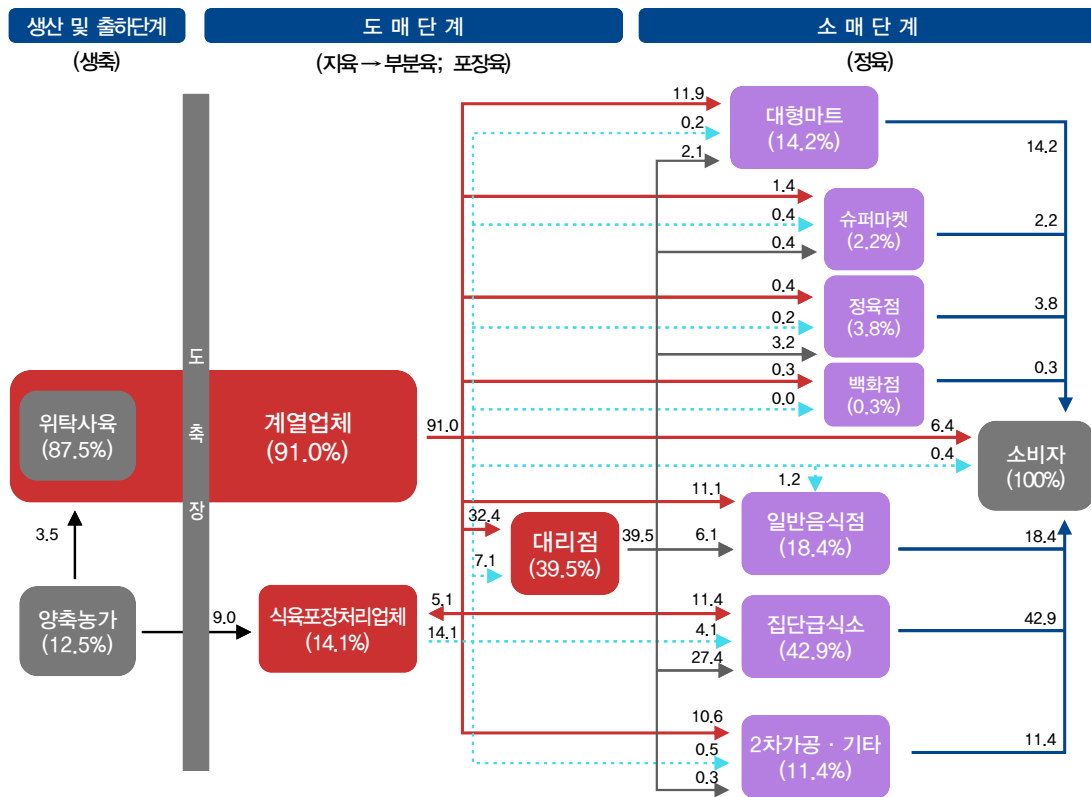 생산 및 출하단계
도 매 단 계
소 매 단 계
(생축)
(지육 → 부분육; 포장육)
(정육)
11.9
0.2
2.1
대형마트
(14.2%)
14.2
1.4
0.4
0.4
슈퍼마켓
(2.2%)
2.2
0.4
0.2
3.2
정육점
(3.8%)
3.8
0.3
0.0
백화점
(0.3%)
0.3
도
축
장
위탁사육
(87.5%)
계열업체
(91.0%)
91.0
6.4
0.4
소비자
(100%)
3.5
32.4
7.1
대리점
(39.5%)
39.5
11.1
1.2
6.1
일반음식점
(18.4%)
18.4
양축농가
(12.5%)
9.0
식육포장처리업체
(14.1%)
5.1
14.1
11.4
4.1
27.4
집단급식소
(42.9%)
42.9
10.6
0.5
0.3
2차가공 · 기타
(11.4%)
11.4